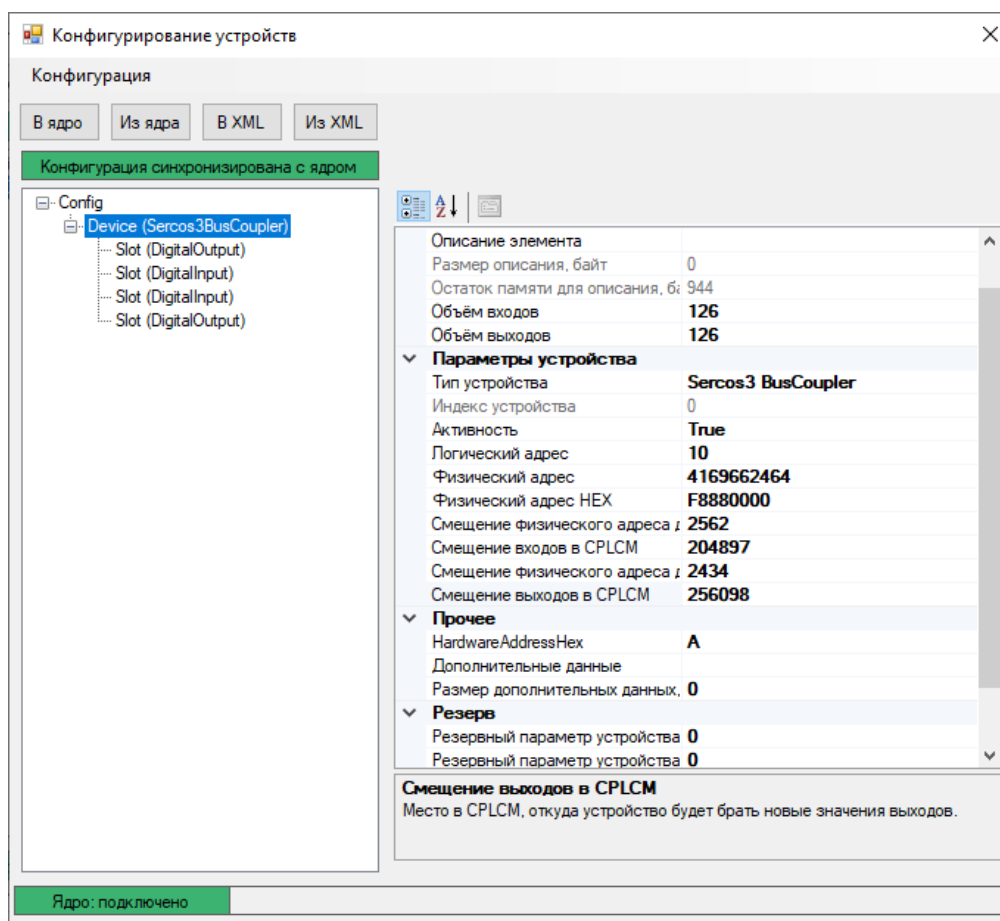 Конфигурирование устройств
Конфигурация
В ядро Из ядра В XML Из XML
Конфигурация синхронизирована с ядром
Config
Device (Sercos3BusCoupler)
Slot (DigitalOutput)
Slot (DigitalInput)
Slot (DigitalInput)
Slot (DigitalOutput)
Описание элемента
Размер описания, байт 0
Остаток памяти для описания, ба 944
Объём входов 126
Объём выходов 126
Параметры устройства
Тип устройства Sercos3 BusCoupler
Индекс устройства 0
Активность True
Логический адрес 10
Физический адрес 4169662464
Физический адрес HEX F8880000
Смещение физического адреса д 2562
Смещение входов в CPLCM 204897
Смещение физического адреса д 2434
Смещение выходов в CPLCM 256098
Прочее
HardwareAddressHex A
Дополнительные данные
Размер дополнительных данных, 0
Резерв
Резервный параметр устройства 0
Резервный параметр устройства 0
Смещение выходов в CPLCM
Место в CPLCM, откуда устройство будет брать новые значения выходов.
Ядро: подключено